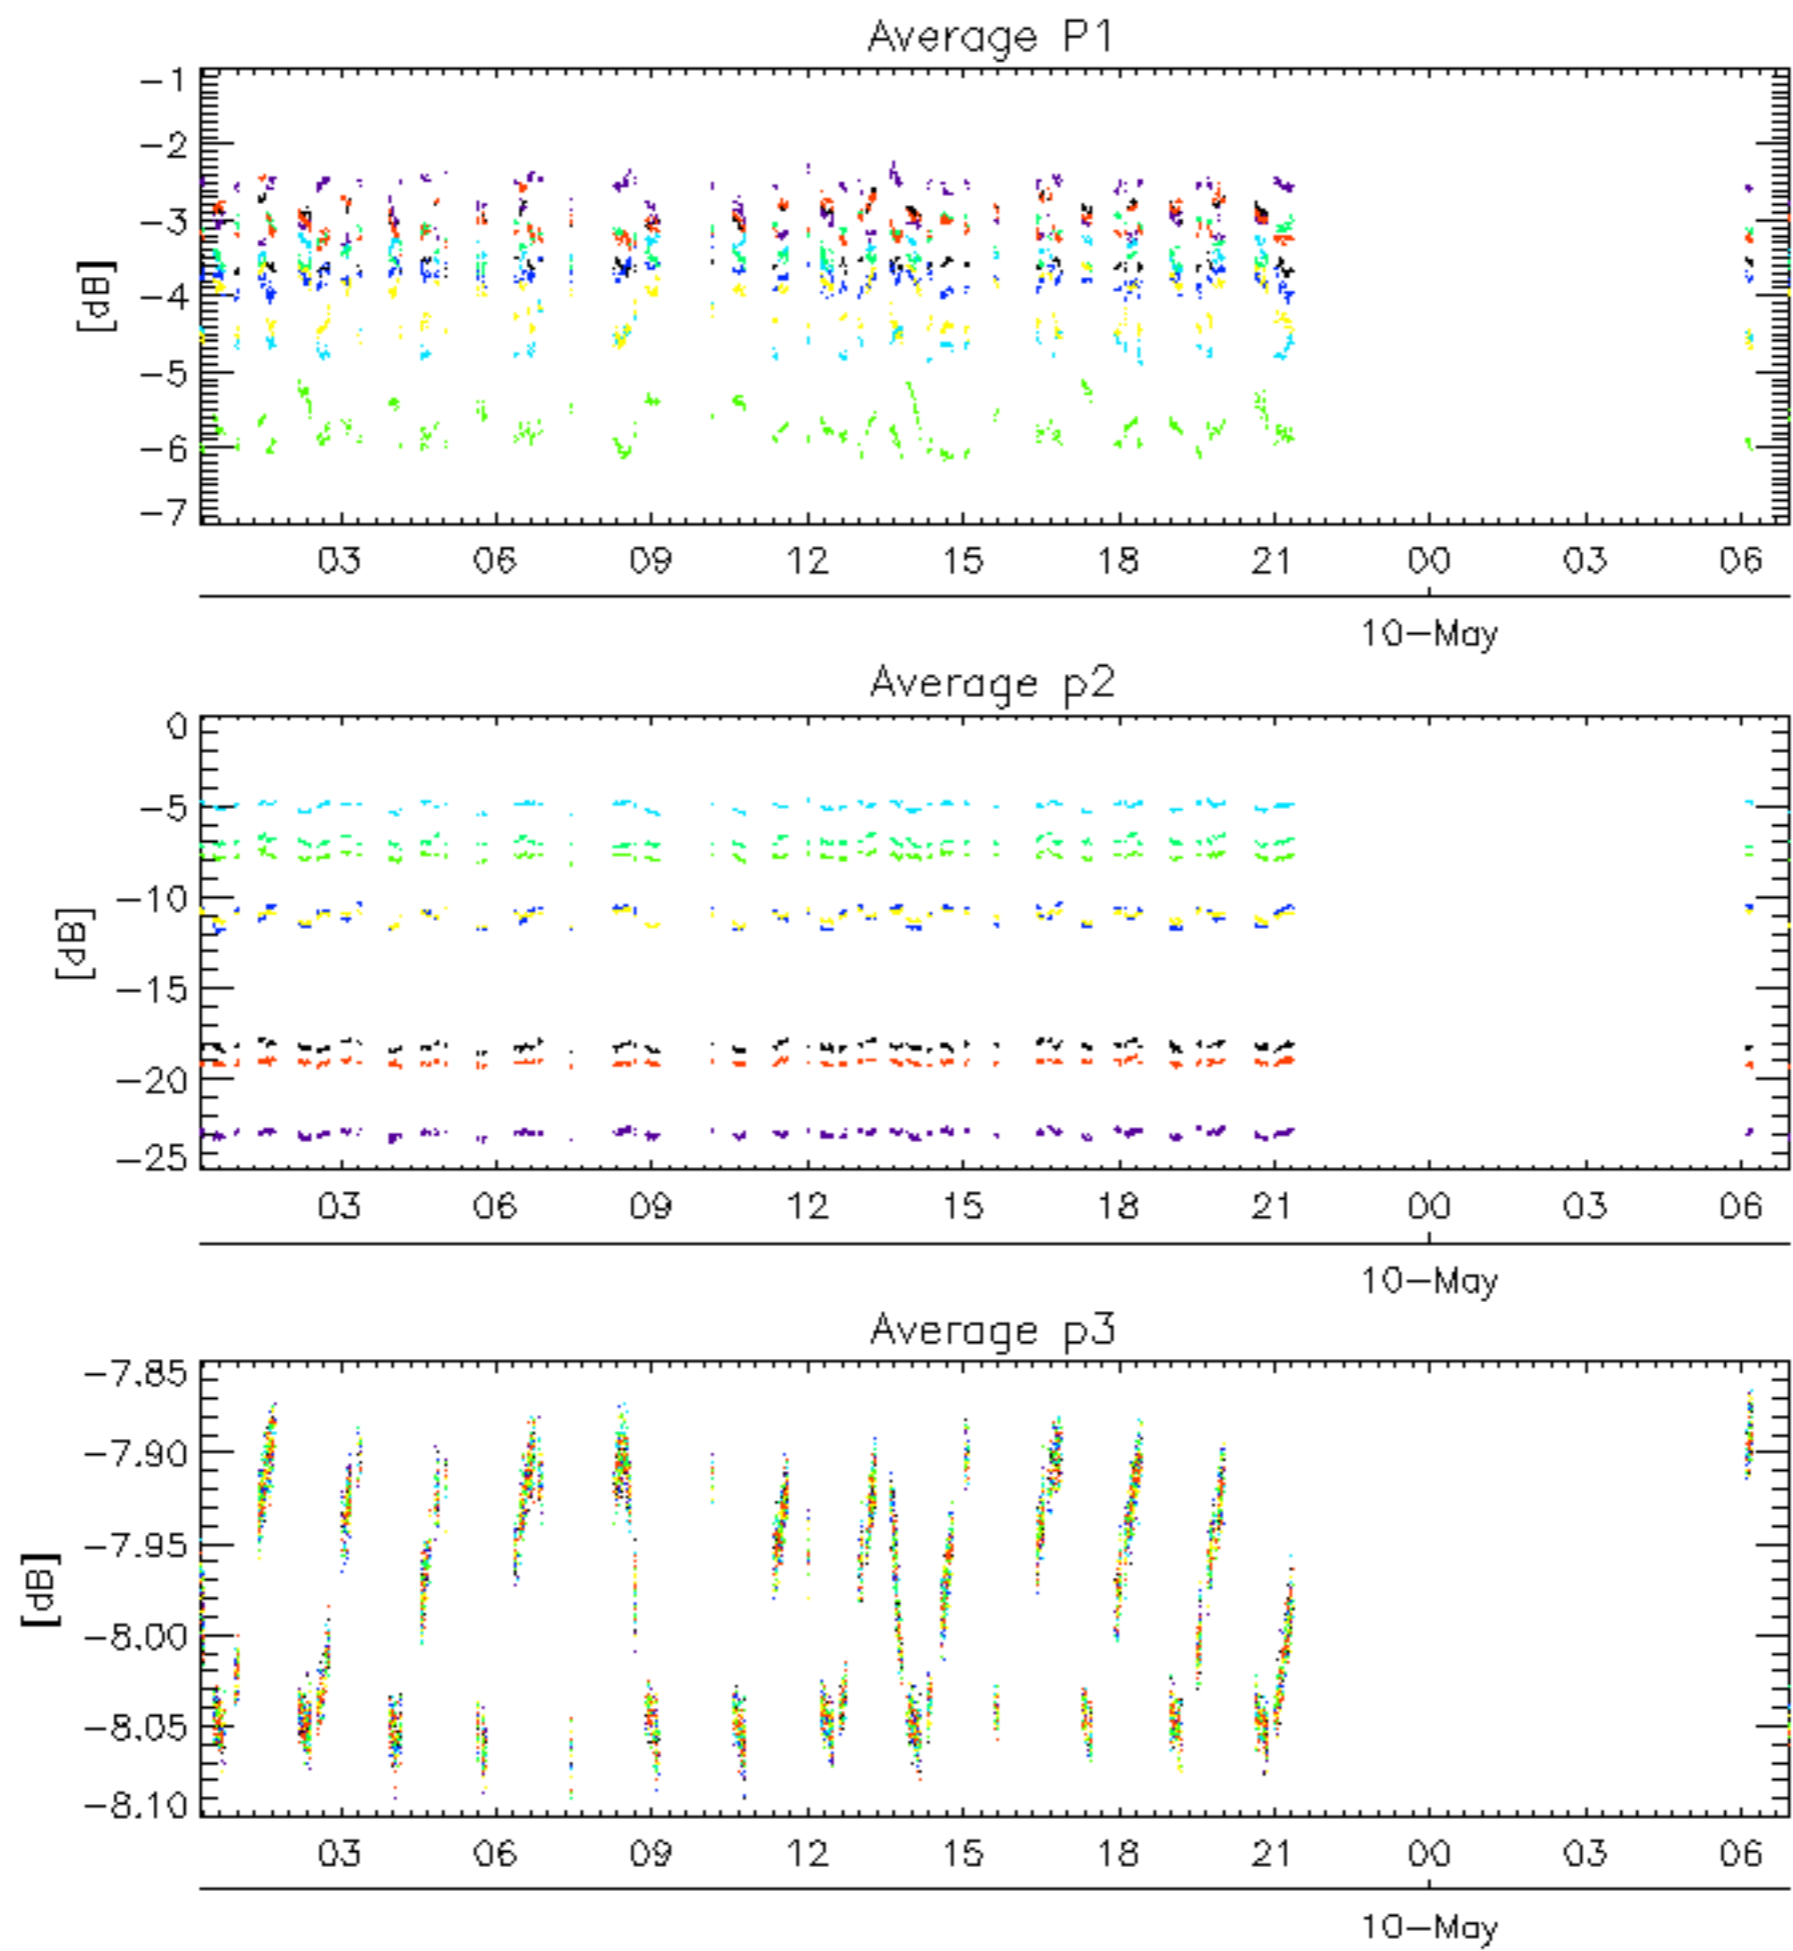 Average P1
−1
−2
−3
−4
−5
−6
−7
[dB]
03 06 09 12 15 18 21 00 03 06
10−May
Average p2
0
−5
−10
−15
−20
−25
[dB]
03 06 09 12 15 18 21 00 03 06
10−May
Average p3
−7.85
−7.90
−7.95
−8.00
−8.05
−8.10
[dB]
03 06 09 12 15 18 21 00 03 06
10−May